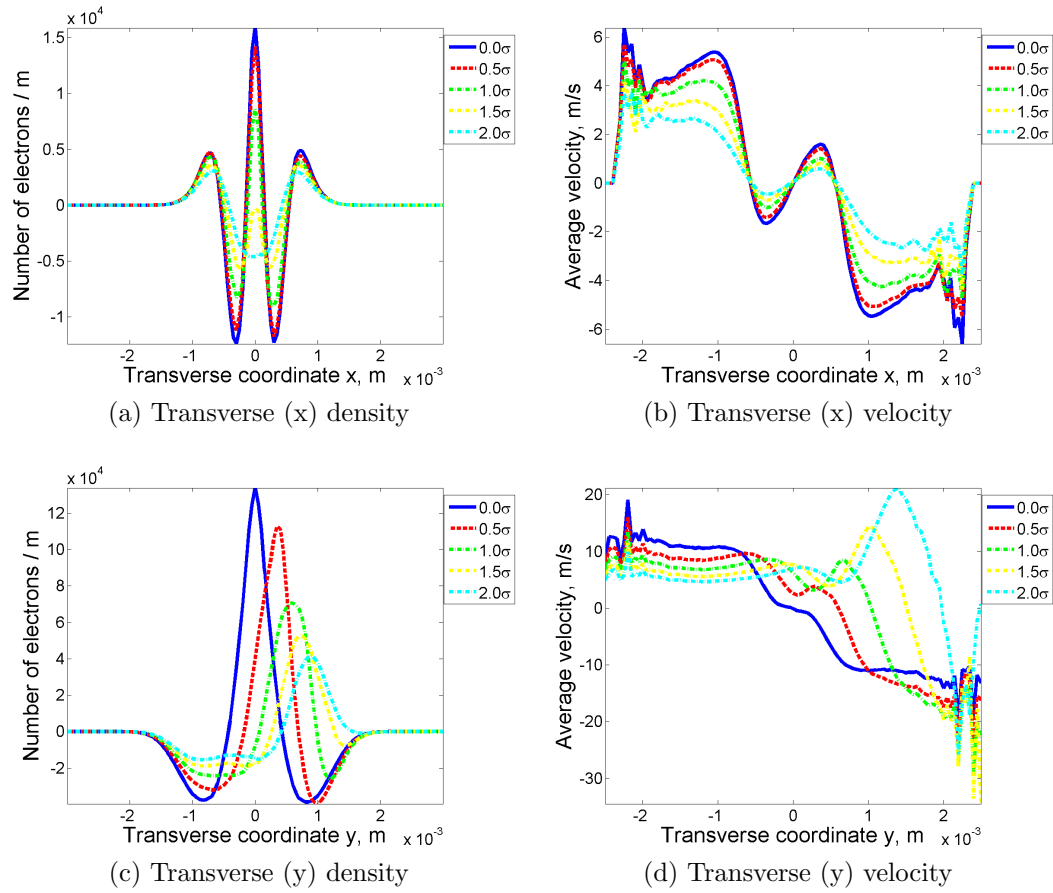 x 10⁴
1.5
1
0.5
0
-0.5
-1
-2
-1
0
1
2
Number of electrons / m
Transverse coordinate x, m
x 10⁻³
0.0σ
0.5σ
1.0σ
1.5σ
2.0σ
(a) Transverse (x) density
6
4
2
0
-2
-4
-6
-2
-1
0
1
2
Average velocity, m/s
Transverse coordinate x, m
x 10⁻³
0.0σ
0.5σ
1.0σ
1.5σ
2.0σ
(b) Transverse (x) velocity
x 10⁴
12
10
8
6
4
2
0
-2
-2
-1
0
1
2
Number of electrons / m
Transverse coordinate y, m
x 10⁻³
0.0σ
0.5σ
1.0σ
1.5σ
2.0σ
(c) Transverse (y) density
20
10
0
-10
-20
-30
-2
-1
0
1
2
Average velocity, m/s
Transverse coordinate y, m
x 10⁻³
0.0σ
0.5σ
1.0σ
1.5σ
2.0σ
(d) Transverse (y) velocity